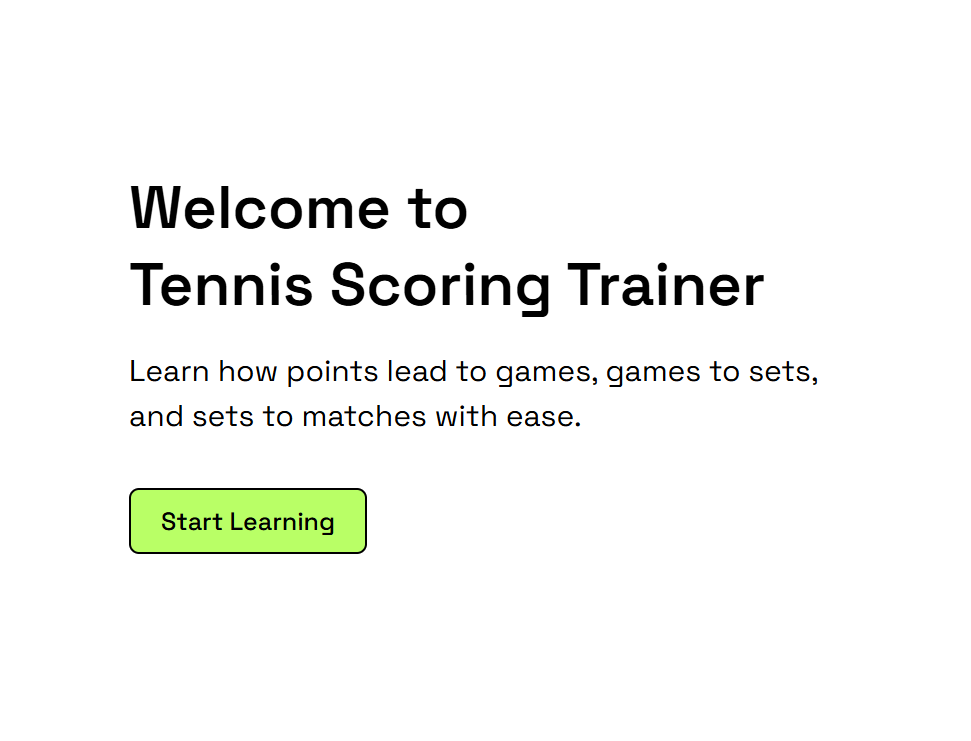 Welcome to
Tennis Scoring Trainer
Learn how points lead to games, games to sets,
and sets to matches with ease.
Start Learning